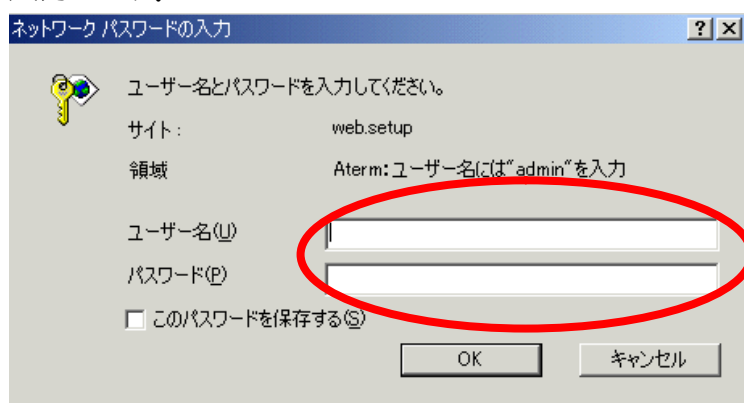 ネットワーク パスワードの入力
ユーザー名とパスワードを入力してください。
サイト: web.setup
領域 Aterm:ユーザー名には"admin"を入力
ユーザー名(U)
パスワード(P)
このパスワードを保存する(S)
OK キャンセル